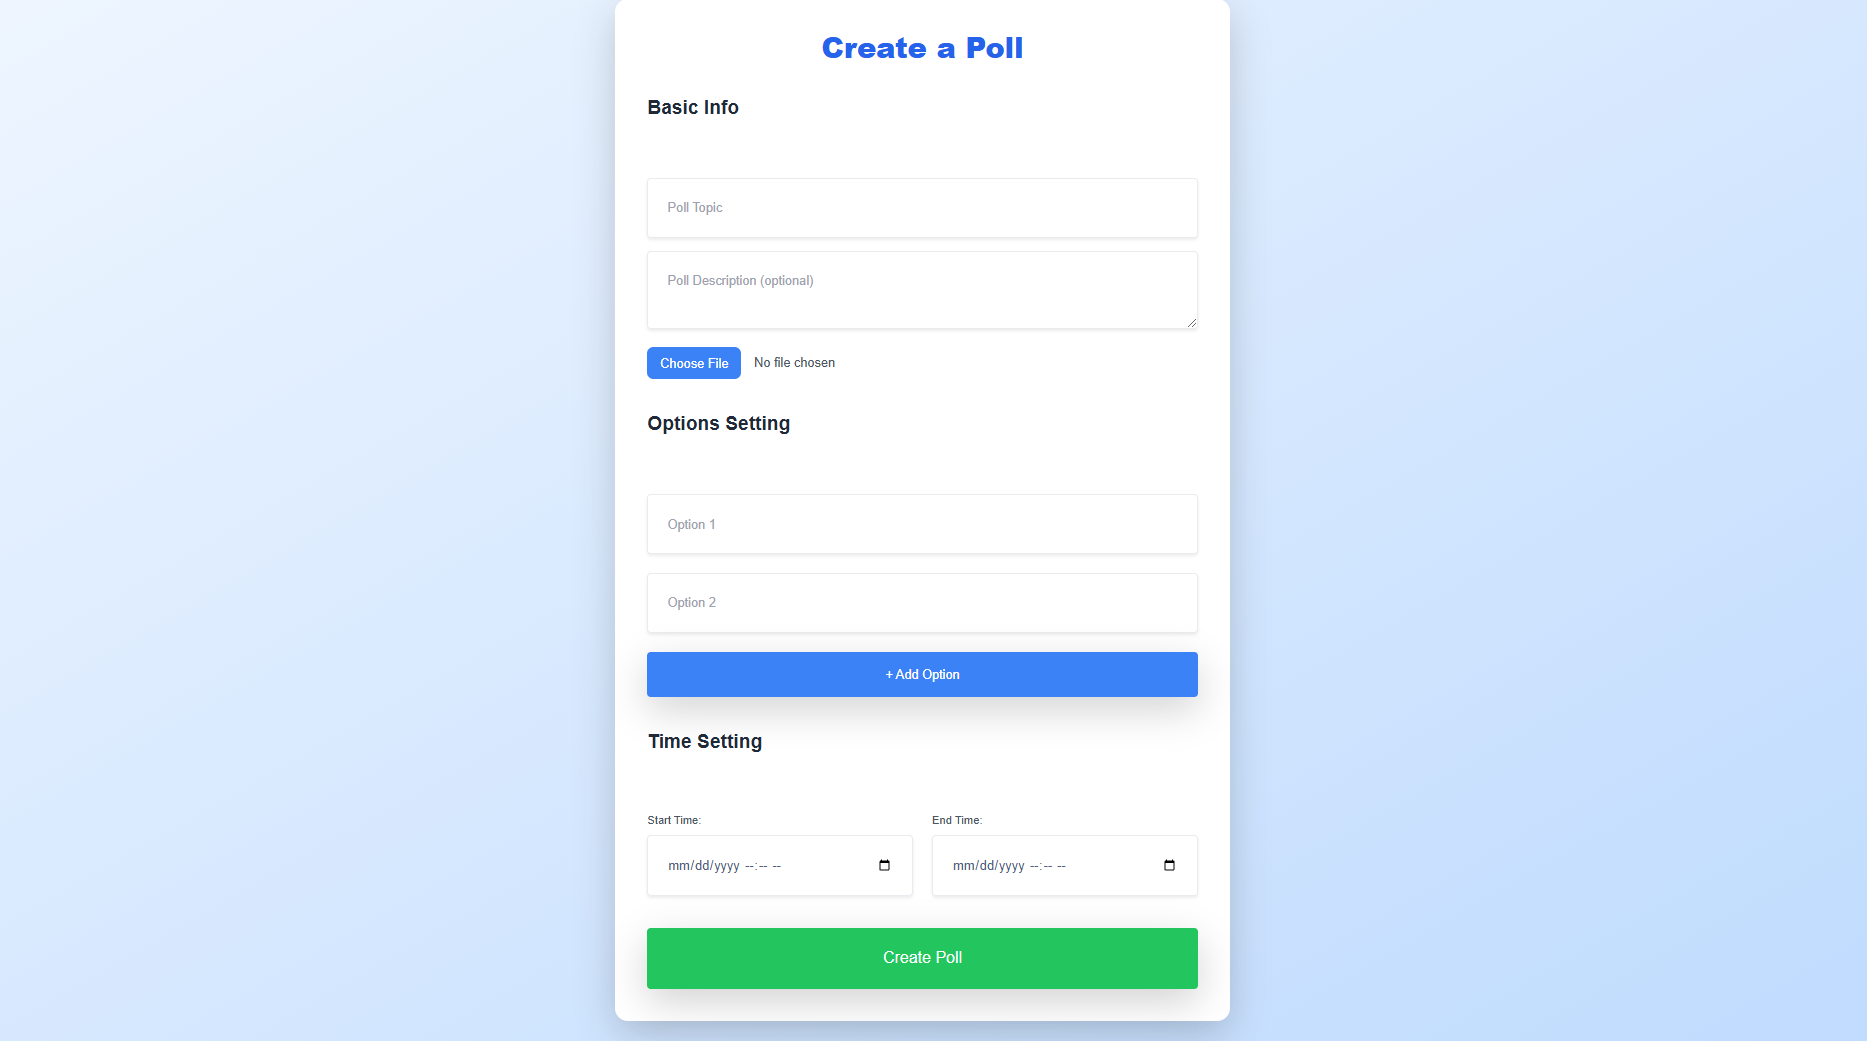 Create a Poll
Basic Info
Poll Topic
Poll Description (optional)
Choose File No file chosen
Options Setting
Option 1
Option 2
+ Add Option
Time Setting
Start Time: End Time:
mm/dd/yyyy --:-- -- mm/dd/yyyy --:-- --
Create Poll